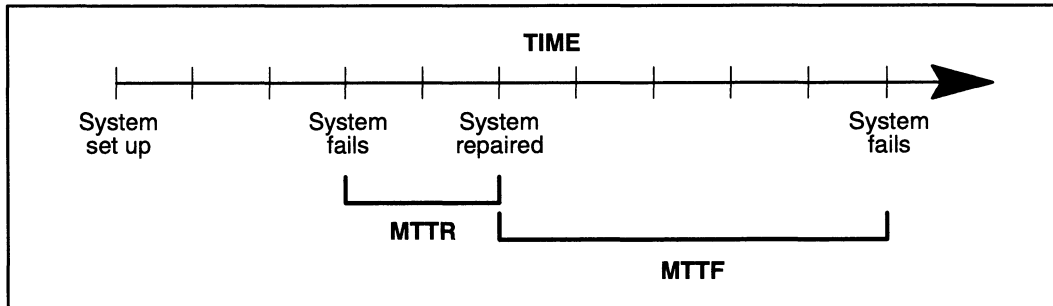 TIME
System set up
System fails
System repaired
System fails
MTTR
MTTF